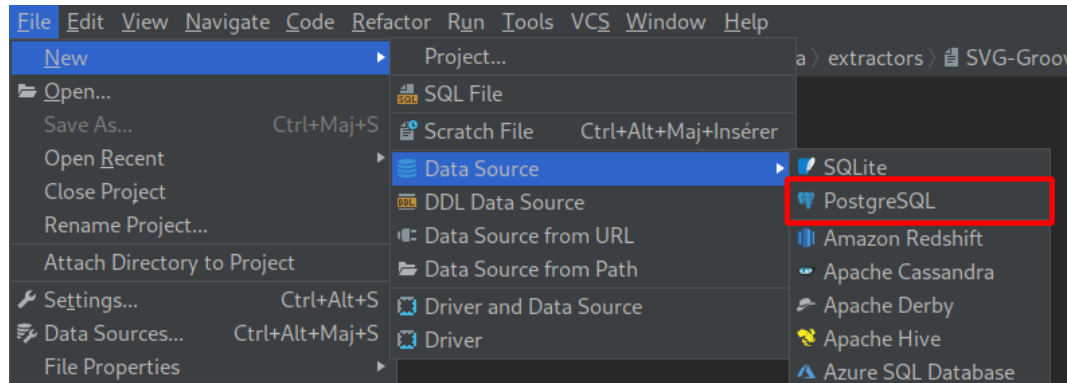 File Edit View Navigate Code Refactor Run Tools VCS Window Help
a 〉 extractors 〉 SVG-Groov
New
Open...
Save As... Ctrl+Maj+S
Open Recent
Close Project
Rename Project...
Attach Directory to Project
Settings... Ctrl+Alt+S
Data Sources... Ctrl+Alt+Maj+S
File Properties
Project...
SQL
SQL File
Scratch File Ctrl+Alt+Maj+Insérer
Data Source
DDL
DDL Data Source
Data Source from URL
Data Source from Path
Driver and Data Source
Driver
SQLite
PostgreSQL
Amazon Redshift
Apache Cassandra
Apache Derby
Apache Hive
Azure SQL Database